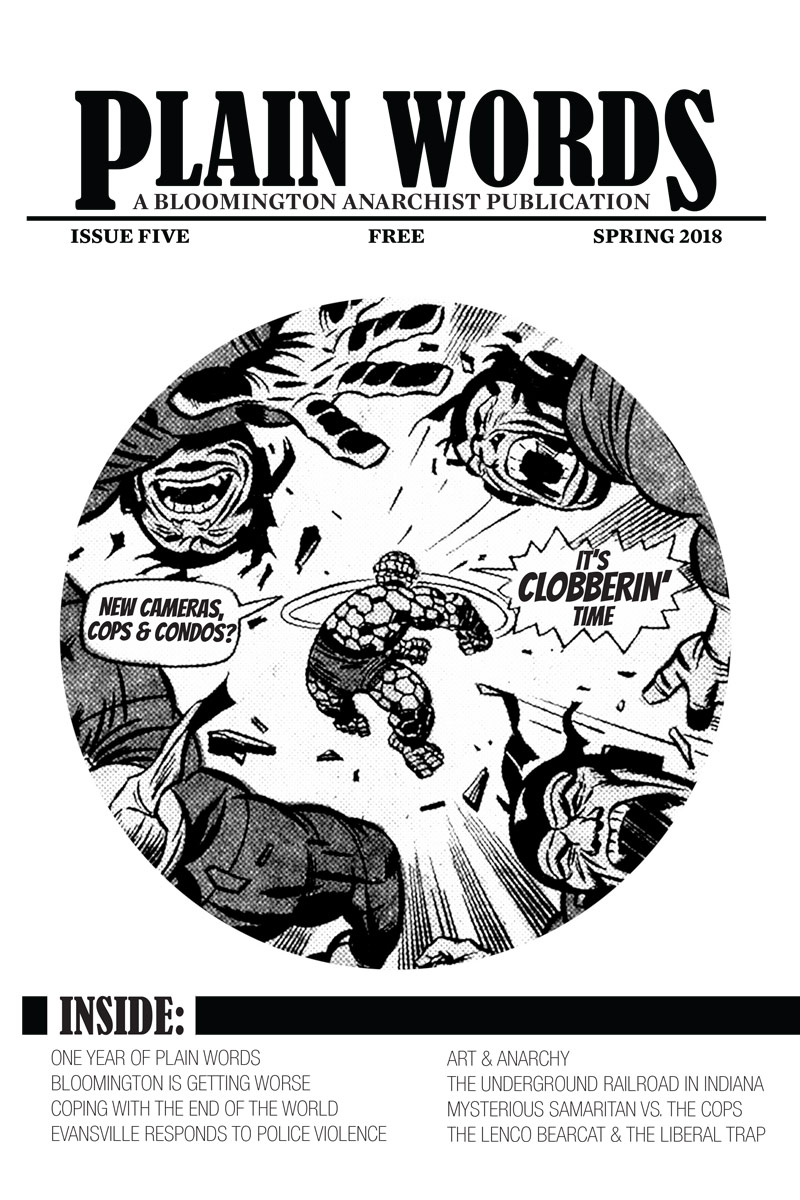 PLAIN WORDS
A BLOOMINGTON ANARCHIST PUBLICATION
ISSUE FIVE FREE SPRING 2018
IT'S
CLOBBERIN'
TIME
NEW CAMERAS,
COPS & CONDOS?
INSIDE:
ONE YEAR OF PLAIN WORDS
BLOOMINGTON IS GETTING WORSE
COPING WITH THE END OF THE WORLD
EVANSVILLE RESPONDS TO POLICE VIOLENCE
ART & ANARCHY
THE UNDERGROUND RAILROAD IN INDIANA
MYSTERIOUS SAMARITAN VS. THE COPS
THE LENCO BEARCAT & THE LIBERAL TRAP